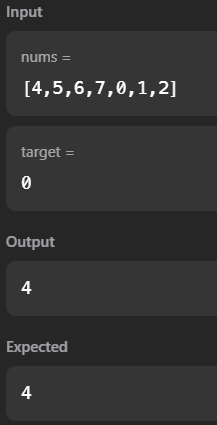 Input
nums =
[4,5,6,7,0,1,2]
target =
0
Output
4
Expected
4